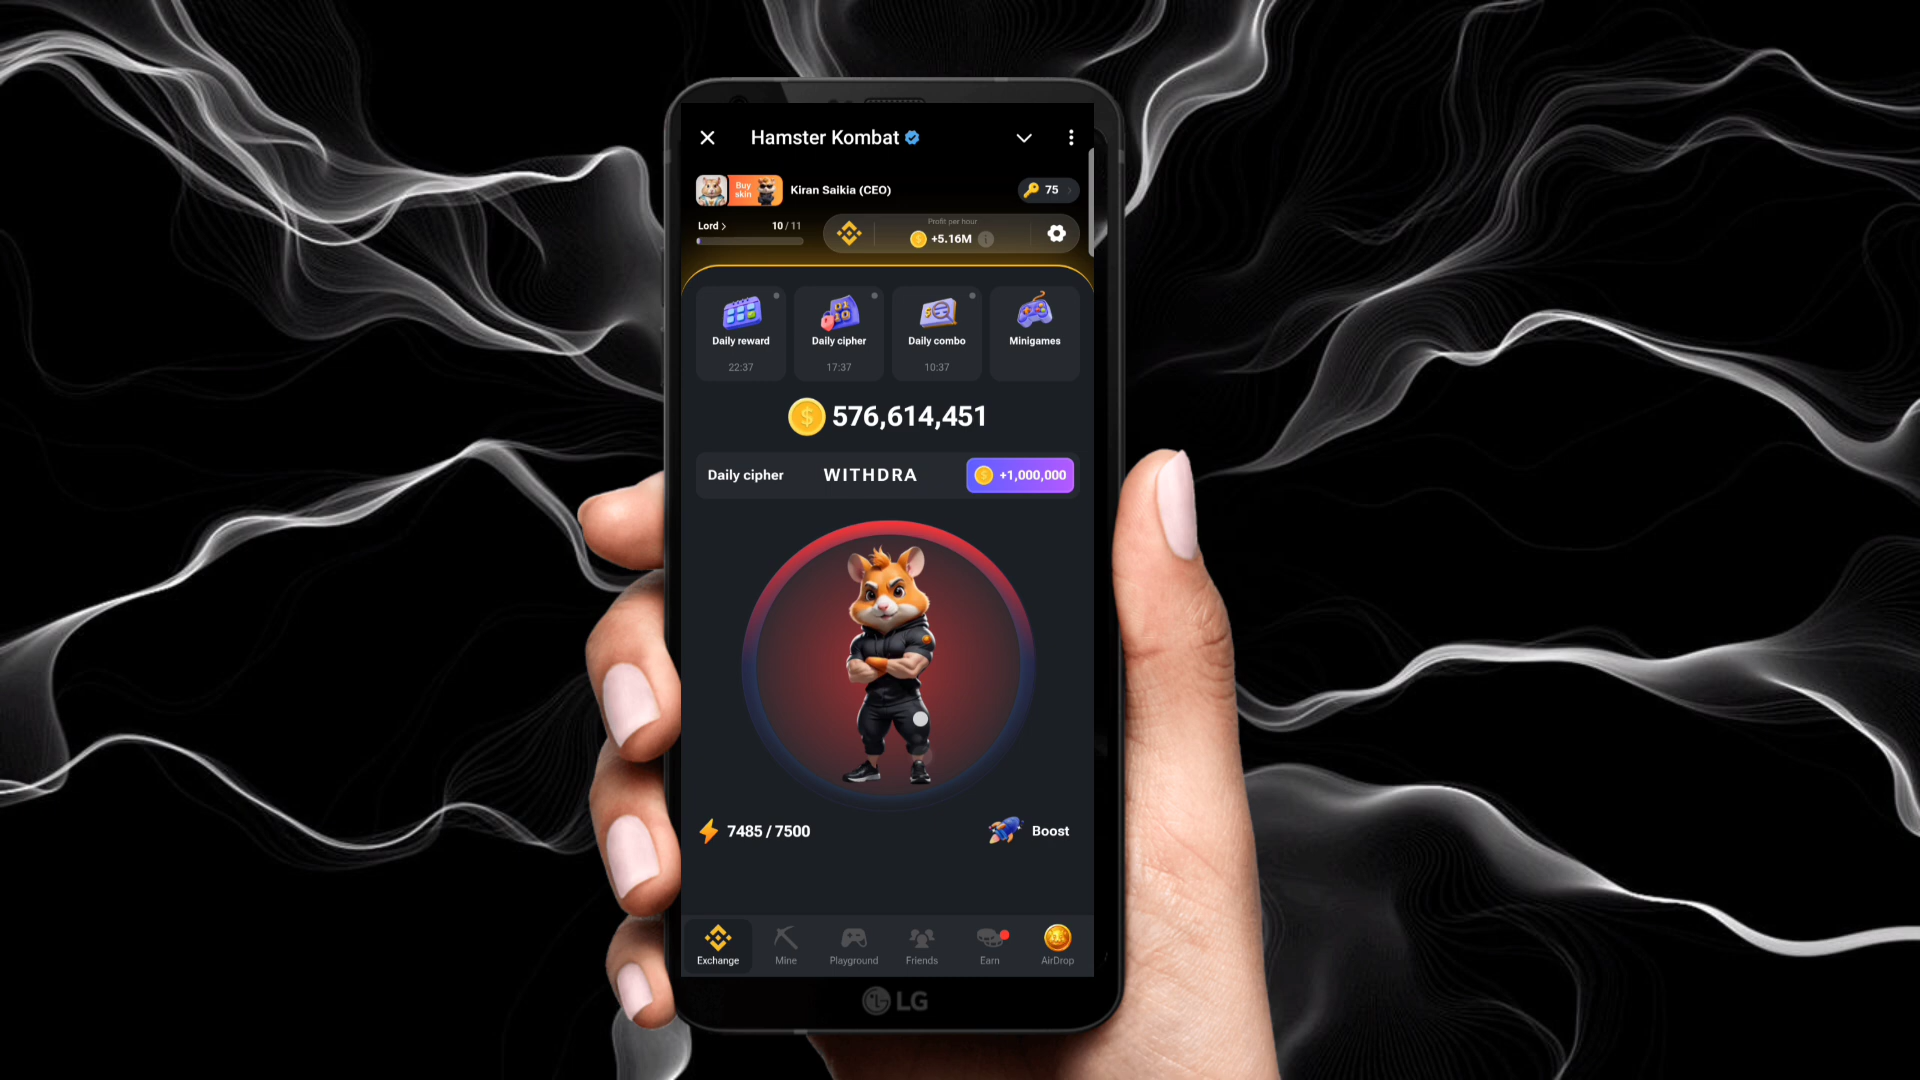 Hamster Kombat
Buy skin
Kiran Saikia (CEO)
75
Lord
10 / 11
Profit per hour
+5.16M
Daily reward
22:37
Daily cipher
17:37
Daily combo
10:37
Minigames
576,614,451
Daily cipher WITHDRA +1,000,000
7485 / 7500
Boost
Exchange Mine Playground Friends Earn AirDrop
LG